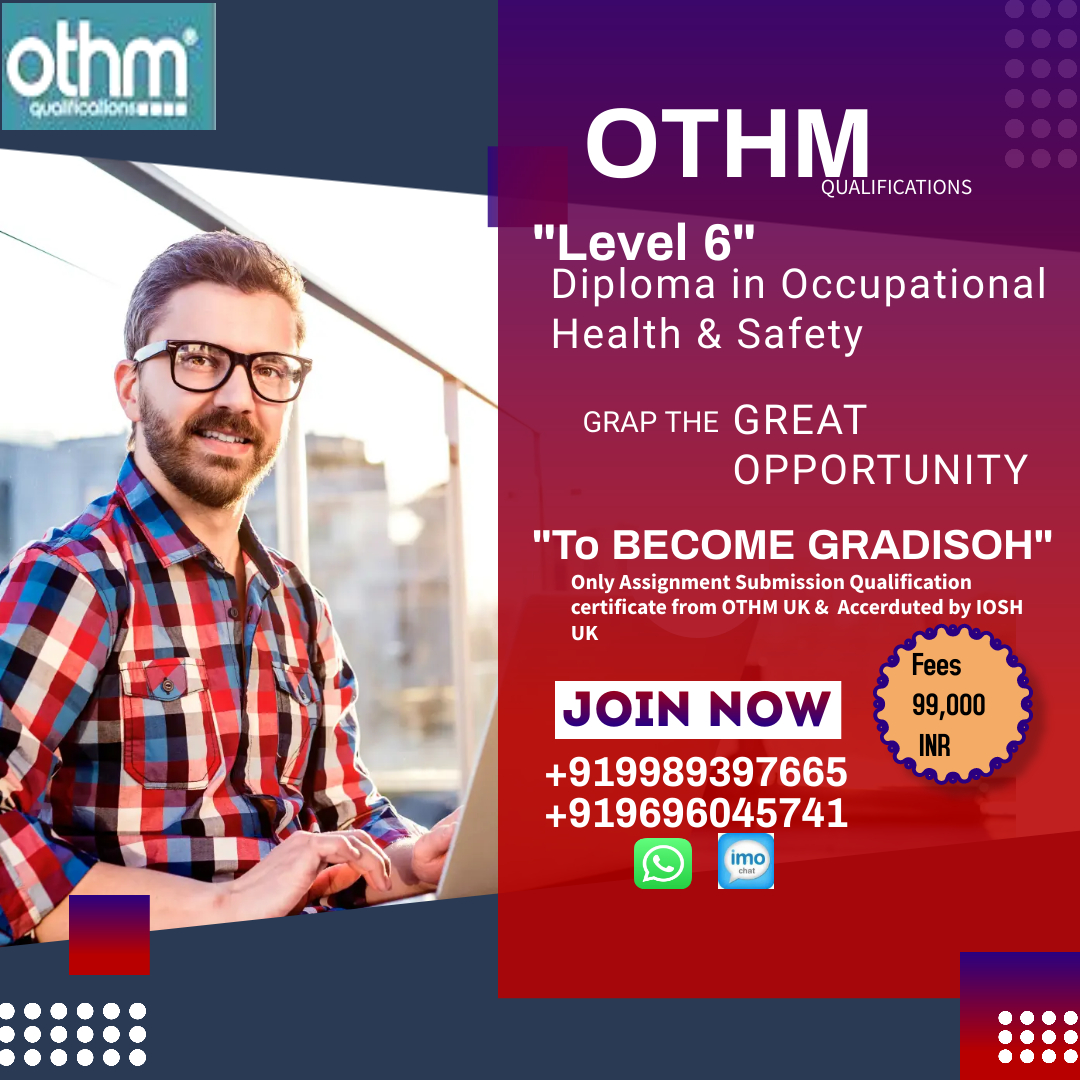 othm®
qualifications
OTHM
QUALIFICATIONS
"Level 6"
Diploma in Occupational
Health & Safety
GRAP THE GREAT
OPPORTUNITY
"To BECOME GRADISOH"
Only Assignment Submission Qualification
certificate from OTHM UK & Accerduted by IOSH
UK
Fees
99,000
INR
JOIN NOW
+919989397665
+919696045741
imo
chat